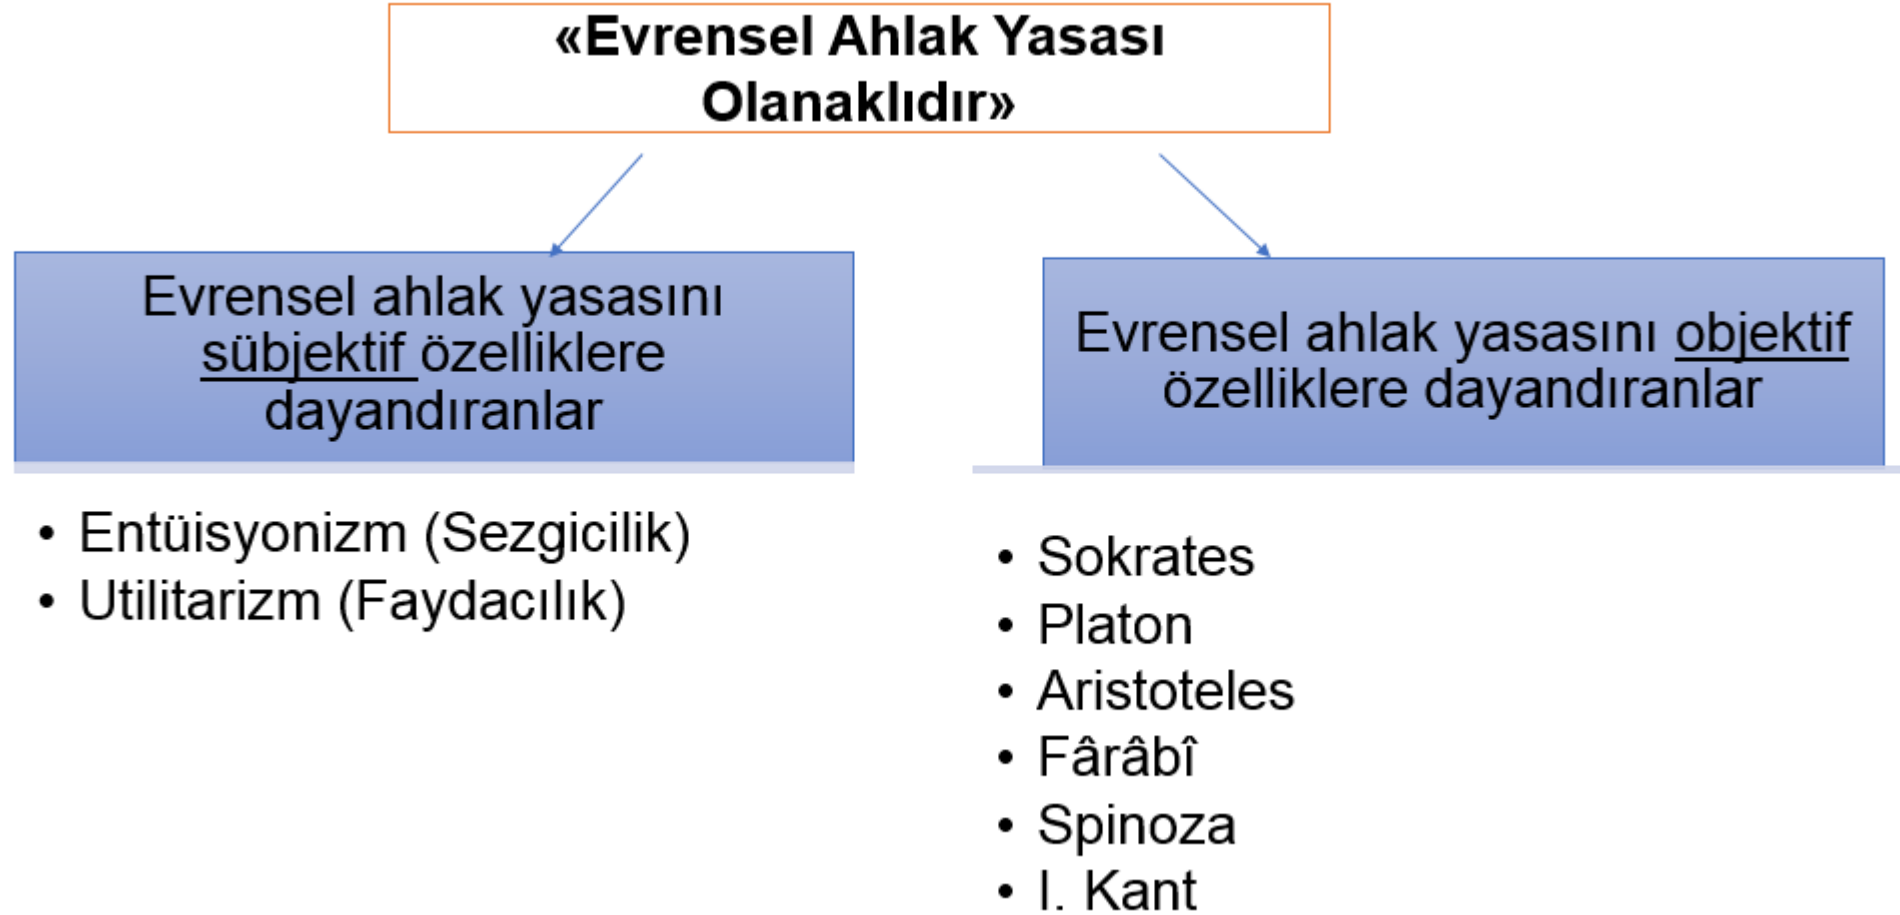 «Evrensel Ahlak Yasası
Olanaklıdır»
Evrensel ahlak yasasını
sübjektif özelliklere
dayandıranlar
• Entüisyonizm (Sezgicilik)
• Utilitarizm (Faydacılık)
Evrensel ahlak yasasını objektif
özelliklere dayandıranlar
• Sokrates
• Platon
• Aristoteles
• Fârâbî
• Spinoza
• I. Kant